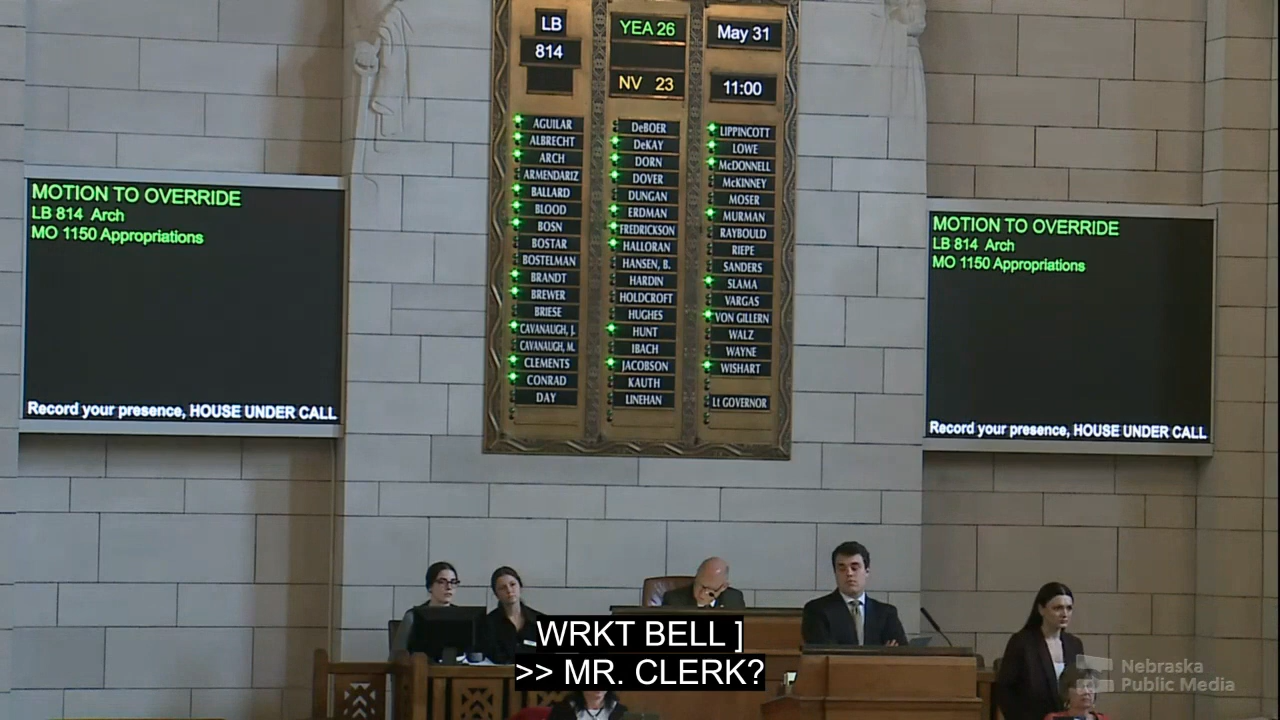 LB
814
YEA 26
NV 23
May 31
11:00
AGUILAR
ALBRECHT
ARCH
ARMENDARIZ
BALLARD
BLOOD
BOSN
BOSTAR
BOSTELMAN
BRANDT
BREWER
BRIESE
CAVANAUGH, J.
CAVANAUGH, M.
CLEMENTS
CONRAD
DAY
DeBOER
DeKAY
DORN
DOVER
DUNGAN
ERDMAN
FREDRICKSON
HALLORAN
HANSEN, B.
HARDIN
HOLDCROFT
HUGHES
HUNT
IBACH
JACOBSON
KAUTH
LINEHAN
LIPPINCOTT
LOWE
McDONNELL
McKINNEY
MOSER
MURMAN
RAYBOULD
RIEPE
SANDERS
SLAMA
VARGAS
VON GILLERN
WALZ
WAYNE
WISHART
Lt GOVERNOR
MOTION TO OVERRIDE
LB 814 Arch
MO 1150 Appropriations
Record your presence, HOUSE UNDER CALL
MOTION TO OVERRIDE
LB 814 Arch
MO 1150 Appropriations
Record your presence, HOUSE UNDER CALL
WRKT BELL ]
>> MR. CLERK?
Nebraska
Public Media